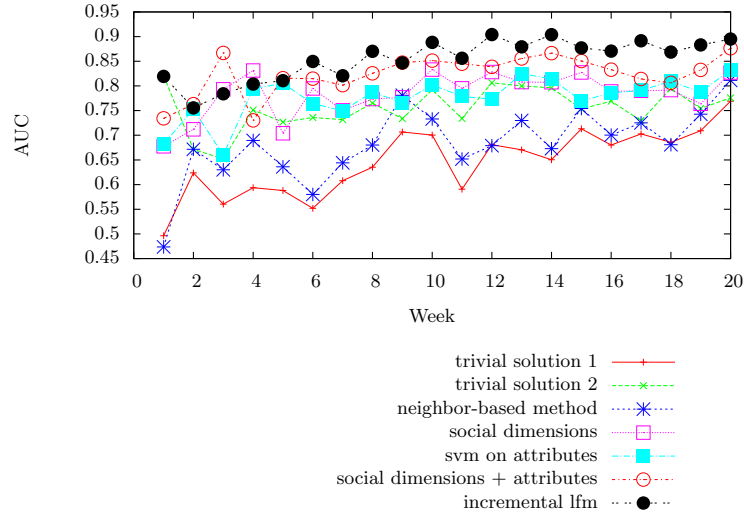 0.95
0.9
0.85
0.8
0.75
0.7
0.65
0.6
0.55
0.5
0.45
AUC
0 2 4 6 8 10 12 14 16 18 20
Week
trivial solution 1
trivial solution 2
neighbor-based method
social dimensions
svm on attributes
social dimensions + attributes
incremental lfm